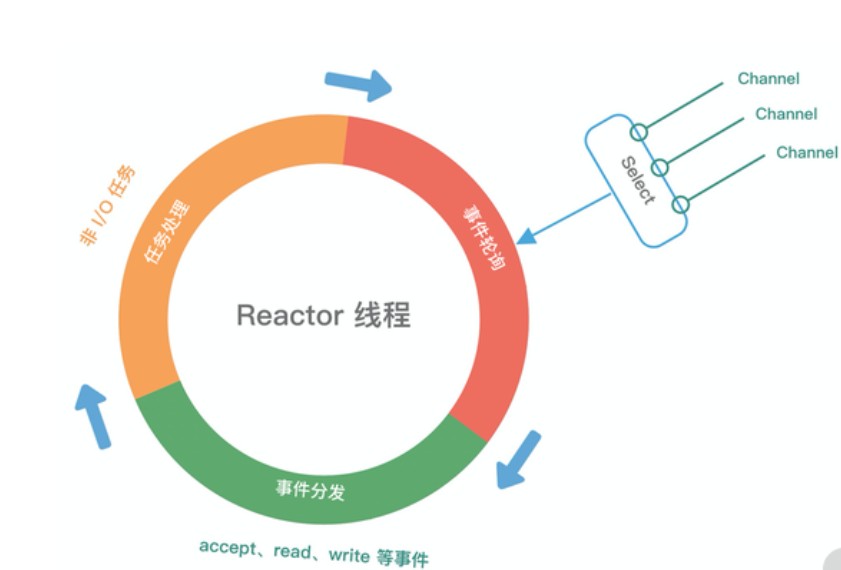 Channel
Channel
Channel
Select
事件轮询
非 I/O 任务
任务处理
Reactor 线程
事件分发
accept、read、write 等事件